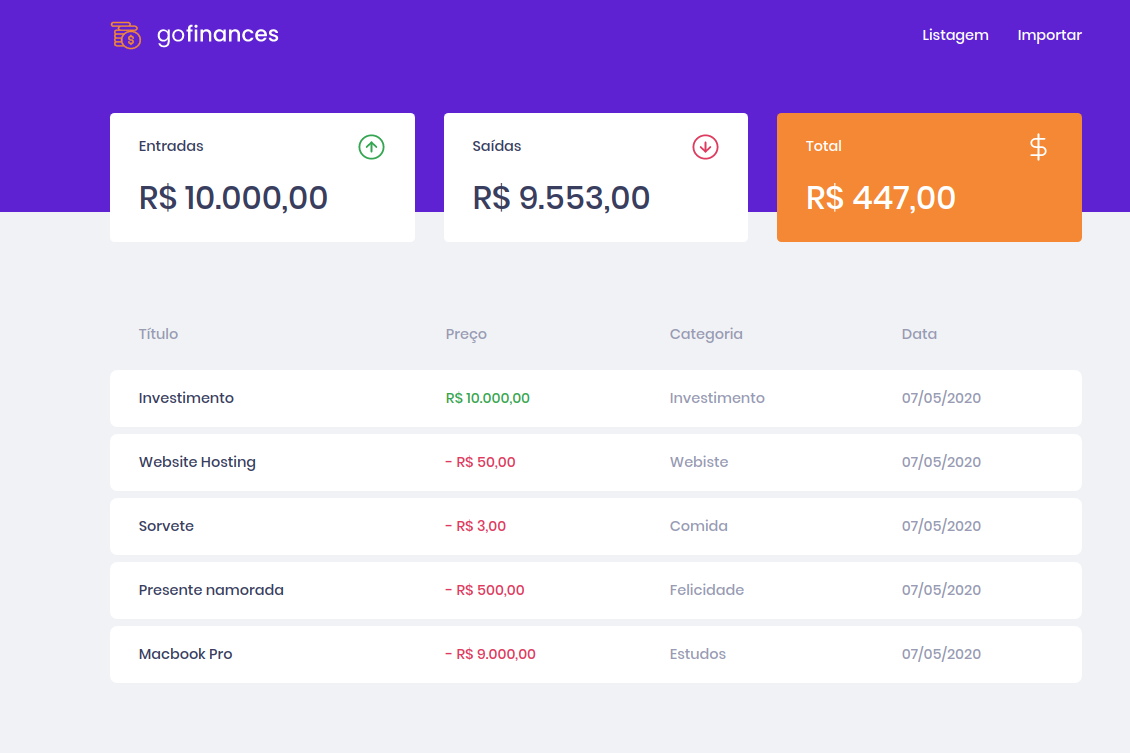 gofinances
Listagem Importar
Entradas
R$ 10.000,00
Saídas
R$ 9.553,00
Total
R$ 447,00
Título Preço Categoria Data
Investimento R$ 10.000,00 Investimento 07/05/2020
Website Hosting - R$ 50,00 Webiste 07/05/2020
Sorvete - R$ 3,00 Comida 07/05/2020
Presente namorada - R$ 500,00 Felicidade 07/05/2020
Macbook Pro - R$ 9.000,00 Estudos 07/05/2020